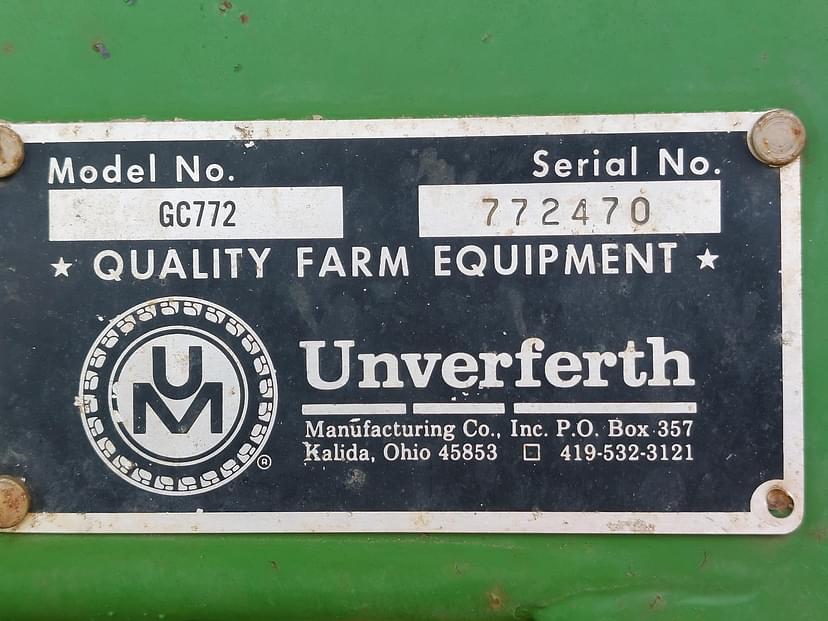 Model No. Serial No.
GC772 772470
★ QUALITY FARM EQUIPMENT ★
UM
®
Unverferth
Manufacturing Co., Inc. P.O. Box 357
Kalida, Ohio 45853 □ 419-532-3121